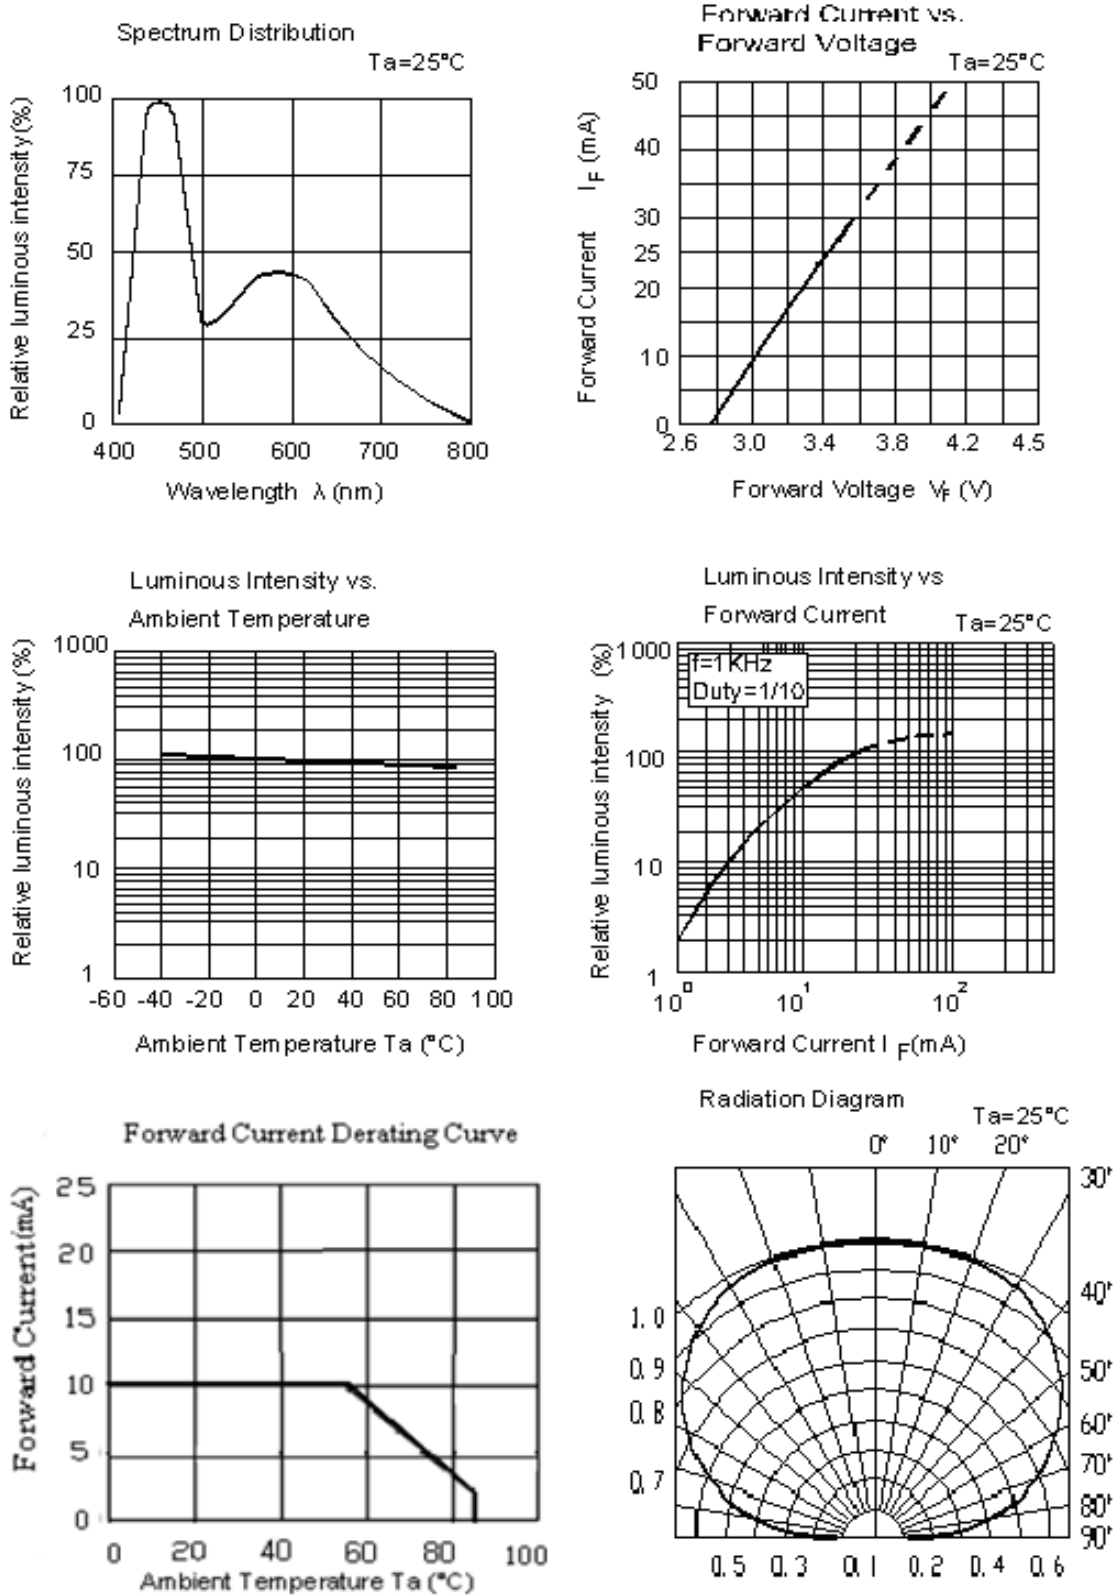 Spectrum Distribution
Ta=25°C
Relative luminous intensity (%)
100
75
50
25
0
400 500 600 700 800
Wavelength λ (nm)
Forward Current vs.
Forward Voltage
Ta=25°C
Forward Current I_F (mA)
50
40
30
25
20
10
0
2.6 3.0 3.4 3.8 4.2 4.5
Forward Voltage V_F (V)
Luminous Intensity vs.
Ambient Temperature
Relative luminous intensity (%)
1000
100
10
1
-60 -40 -20 0 20 40 60 80 100
Ambient Temperature Ta (°C)
Luminous Intensity vs
Forward Current
Ta=25°C
Relative luminous intensity (%)
1000
f=1KHz
Duty=1/10
100
10
1
10⁰ 10¹ 10²
Forward Current I_F (mA)
Forward Current Derating Curve
Forward Current(mA)
25
20
15
10
5
0
0 20 40 60 80 100
Ambient Temperature Ta (°C)
Radiation Diagram
Ta=25°C
0° 10° 20°
30°
40°
50°
60°
70°
80°
90°
1.0
0.9
0.8
0.7
0.5 0.3 0.1 0.2 0.4 0.6